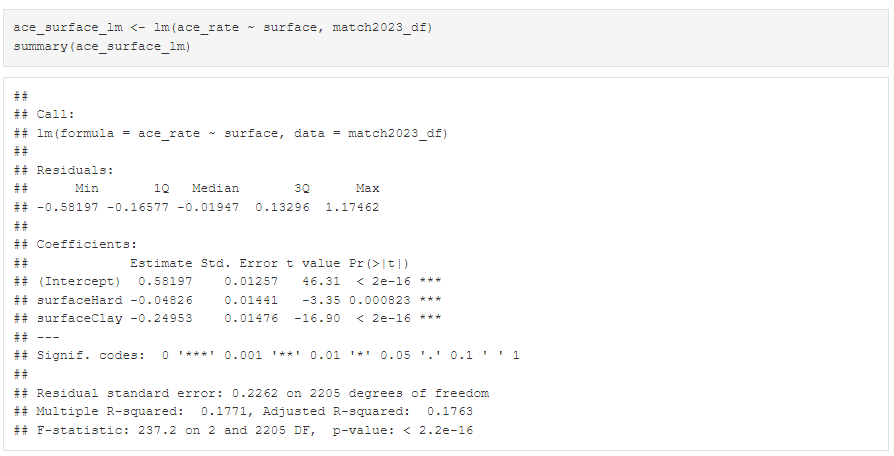 ace_surface_lm <- lm(ace_rate ~ surface, match2023_df)
summary(ace_surface_lm)
##
## Call:
## lm(formula = ace_rate ~ surface, data = match2023_df)
##
## Residuals:
##      Min       1Q   Median       3Q      Max
## -0.58197 -0.16577 -0.01947  0.13296  1.17462
##
## Coefficients:
##             Estimate Std. Error t value Pr(>|t|)
## (Intercept)  0.58197    0.01257   46.31  < 2e-16 ***
## surfaceHard -0.04826    0.01441   -3.35 0.000823 ***
## surfaceClay -0.24953    0.01476  -16.90  < 2e-16 ***
## ---
## Signif. codes:  0 '***' 0.001 '**' 0.01 '*' 0.05 '.' 0.1 ' ' 1
##
## Residual standard error: 0.2262 on 2205 degrees of freedom
## Multiple R-squared:  0.1771, Adjusted R-squared:  0.1763
## F-statistic: 237.2 on 2 and 2205 DF,  p-value: < 2.2e-16